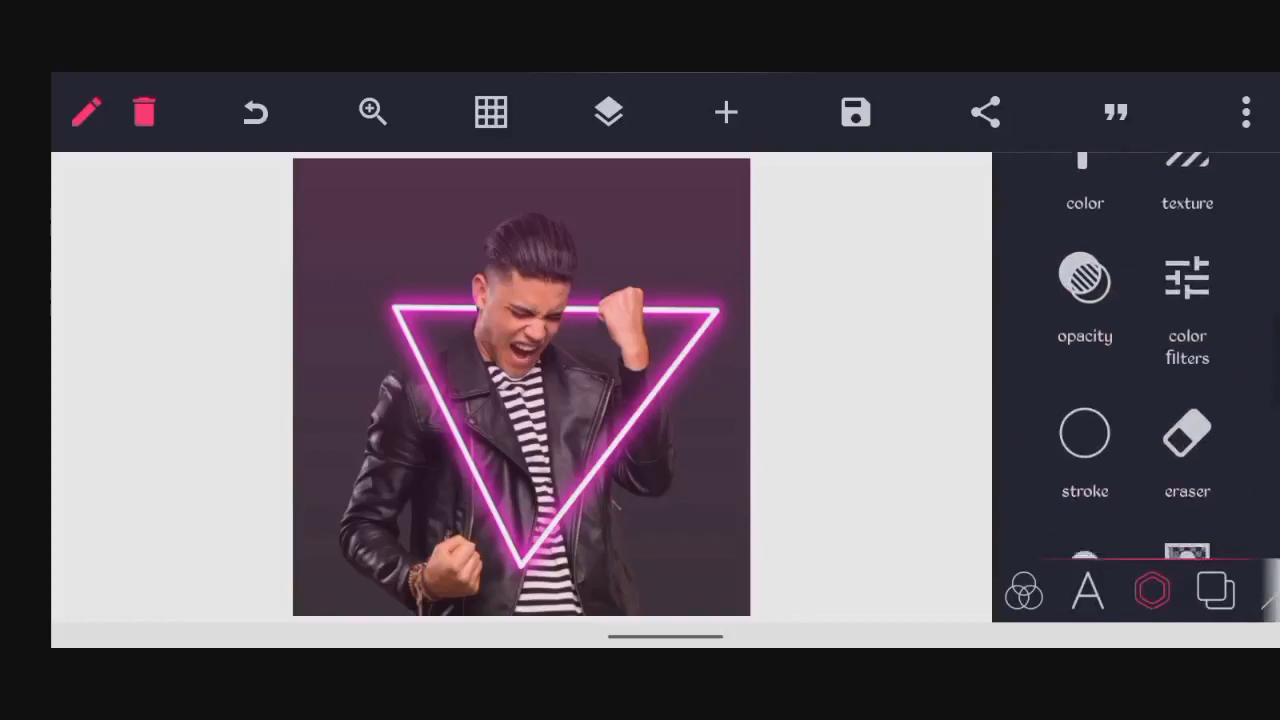 color
texture
opacity
color
filters
stroke
eraser